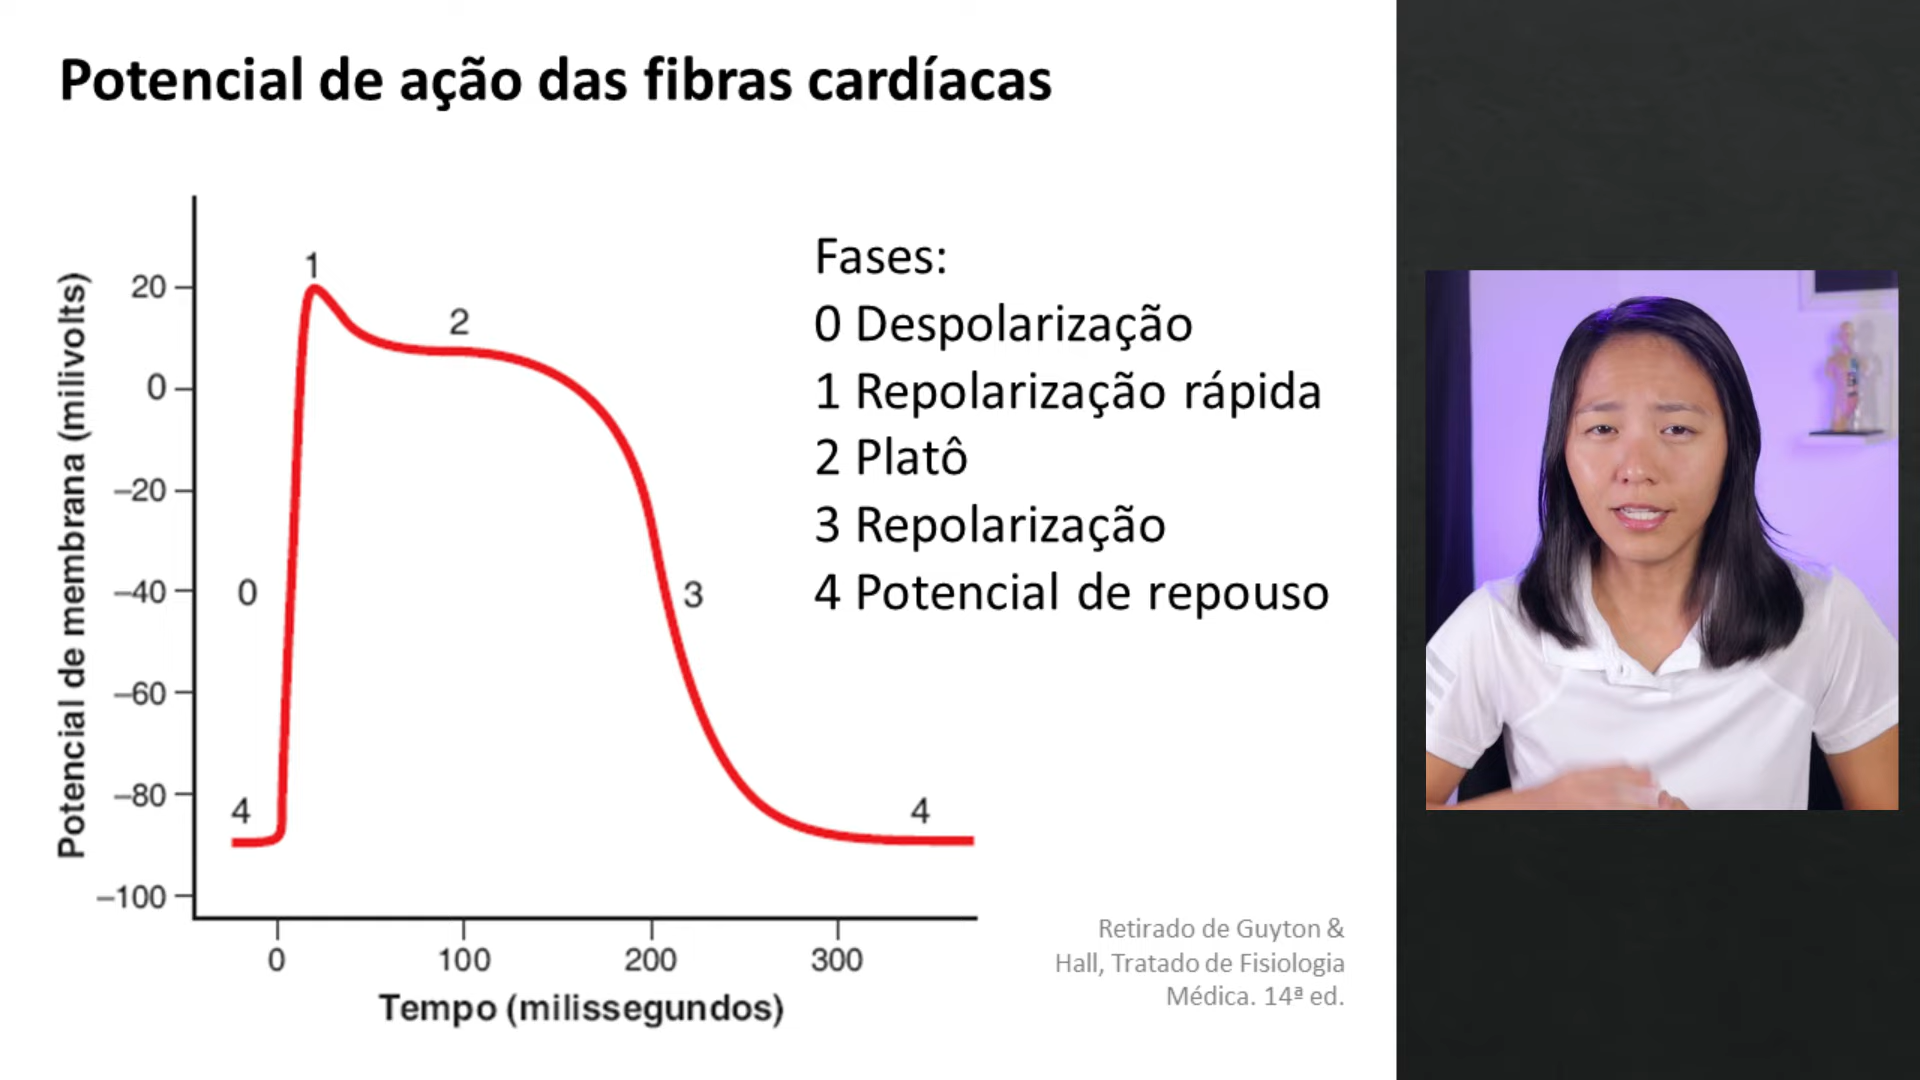 Potencial de ação das fibras cardíacas
Potencial de membrana (milivolts)
20
0
–20
–40
–60
–80
–100
1
2
0
3
4
4
0
100
200
300
Tempo (milissegundos)
Fases:
0 Despolarização
1 Repolarização rápida
2 Platô
3 Repolarização
4 Potencial de repouso
Retirado de Guyton &
Hall, Tratado de Fisiologia
Médica. 14ª ed.